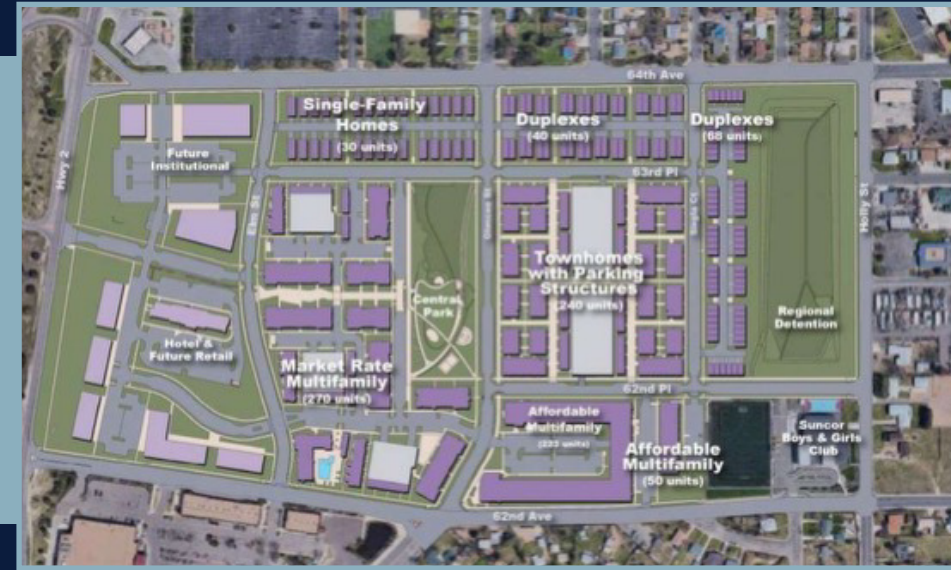 64th Ave
Single-Family
Homes
(30 units)
Duplexes
(40 units)
Duplexes
(68 units)
Future
Institutional
Hwy 2
63rd Pl
Elm St
Holly St
Townhomes
with Parking
Structures
(240 units)
Central
Park
Regional
Detention
Hotel &
Future Retail
Market Rate
Multifamily
(270 units)
62nd Pl
Affordable
Multifamily
Affordable
Multifamily
(50 units)
Suncor
Boys & Girls
Club
62nd Ave